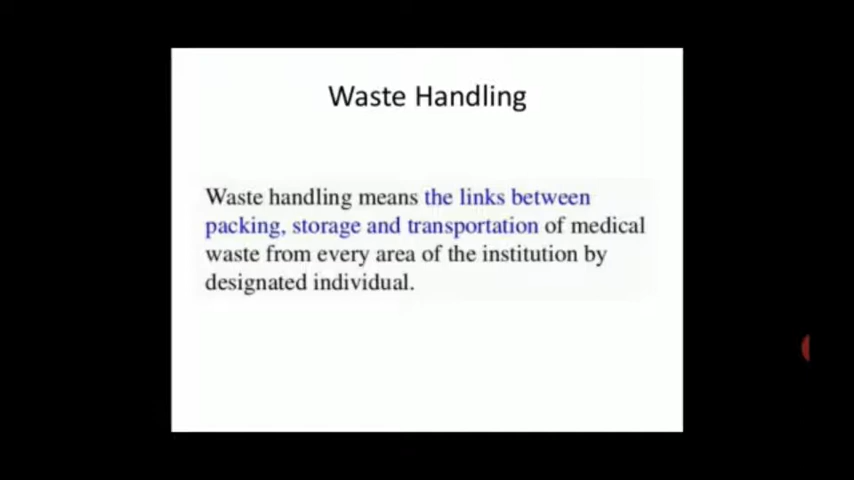 Waste Handling
Waste handling means the links between
packing, storage and transportation of medical
waste from every area of the institution by
designated individual.